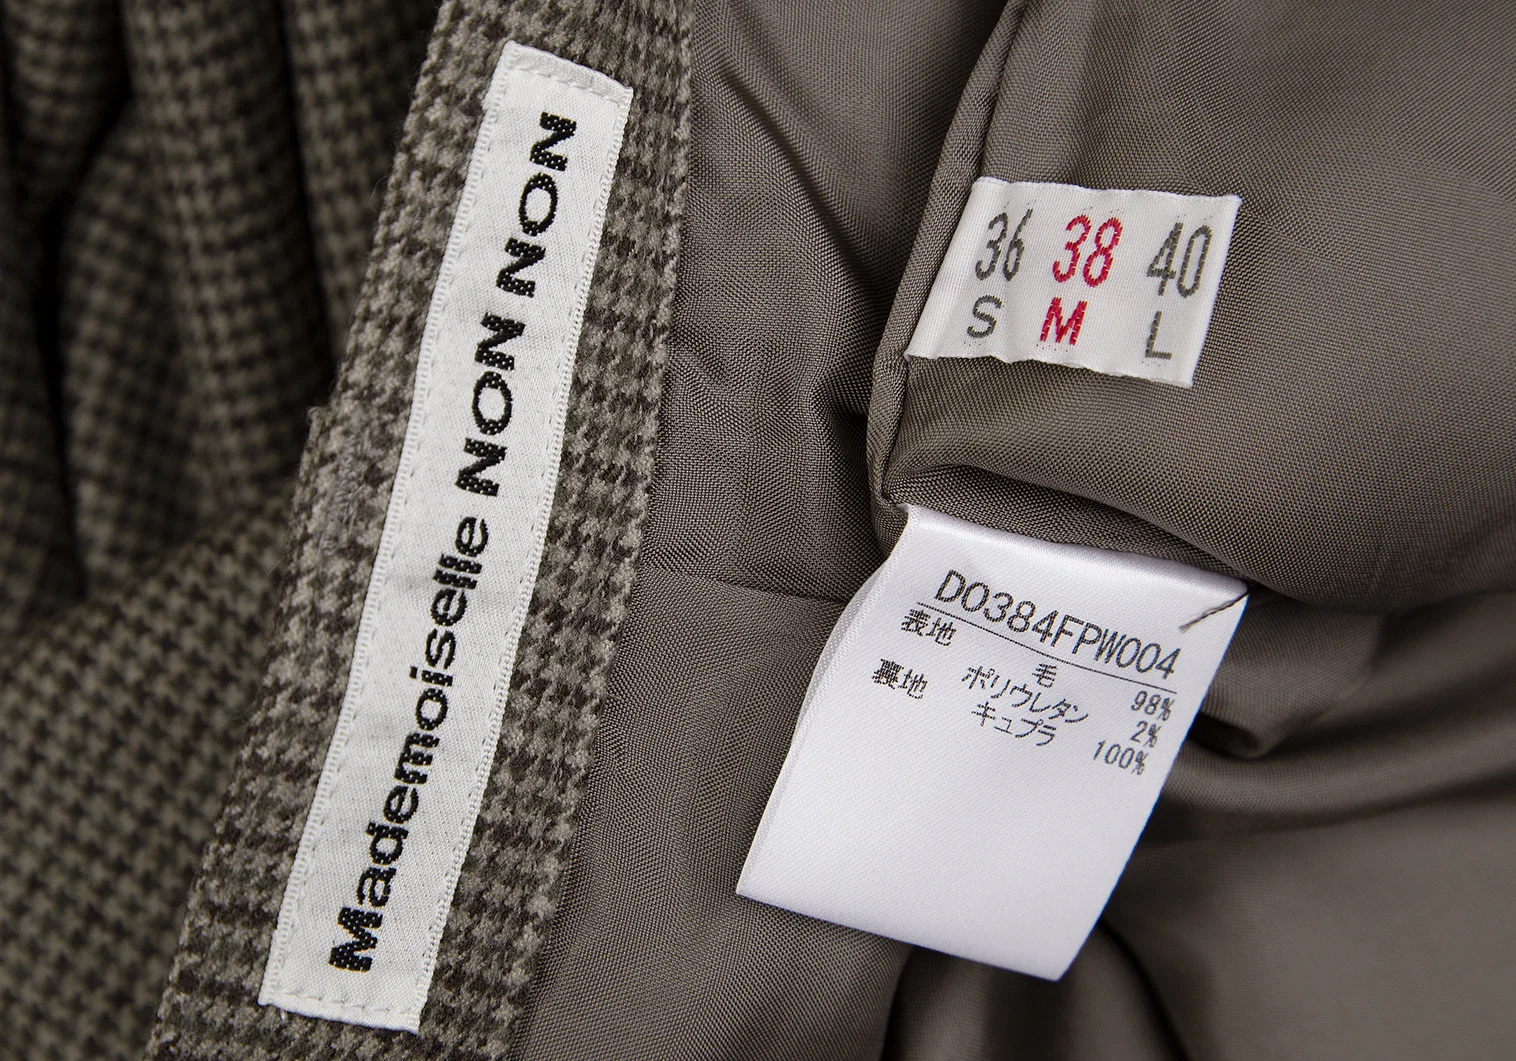 Mademoiselle NON NON
36 38 40
S M L
D0384FPW004
表地 毛 98%
ポリウレタン 2%
裏地 キュプラ 100%